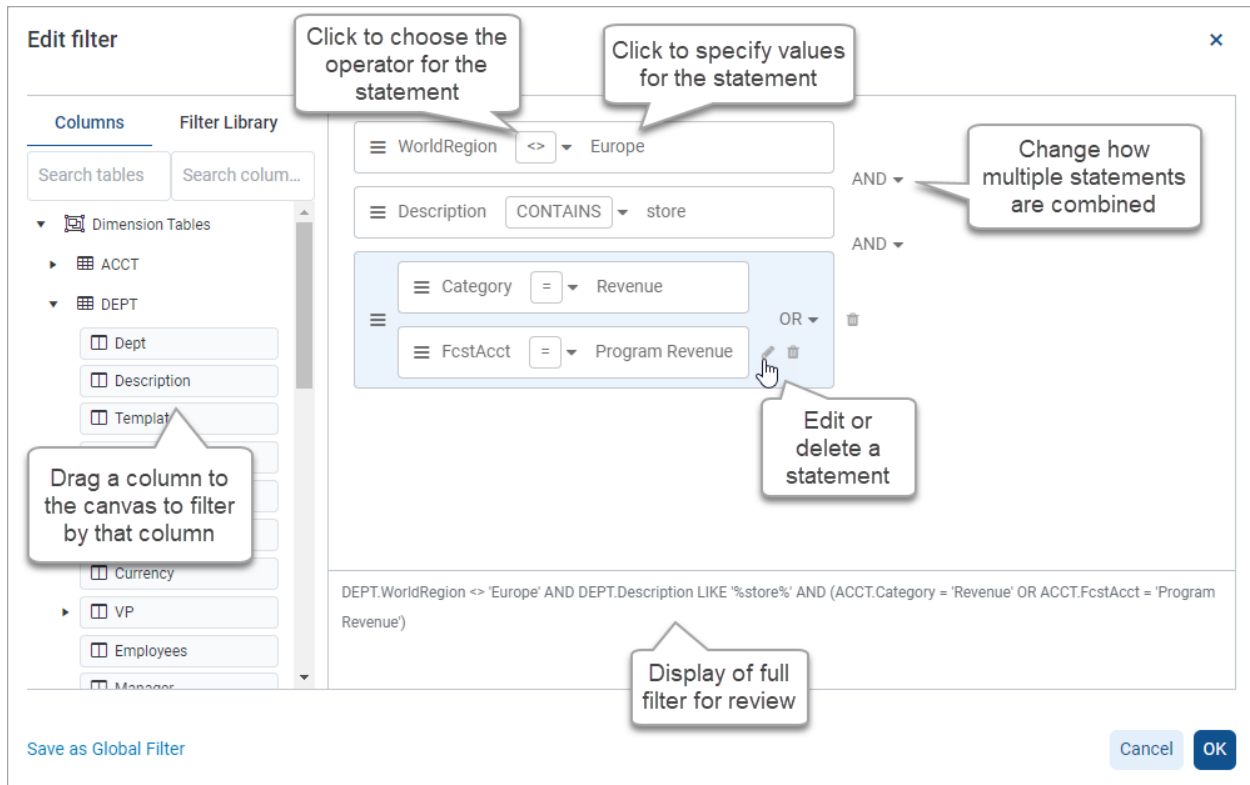 Edit filter
Click to choose the
operator for the
statement
Click to specify values
for the statement
Columns
Filter Library
Search tables
Search colum...
Dimension Tables
ACCT
DEPT
Dept
Description
Templat
Currency
VP
Employees
Manager
Drag a column to
the canvas to filter
by that column
WorldRegion <> Europe
AND
Change how
multiple statements
are combined
Description CONTAINS store
AND
Category = Revenue
OR
FcstAcct = Program Revenue
Edit or
delete a
statement
DEPT.WorldRegion <> 'Europe' AND DEPT.Description LIKE '%store%' AND (ACCT.Category = 'Revenue' OR ACCT.FcstAcct = 'Program
Revenue')
Display of full
filter for review
Save as Global Filter
Cancel
OK